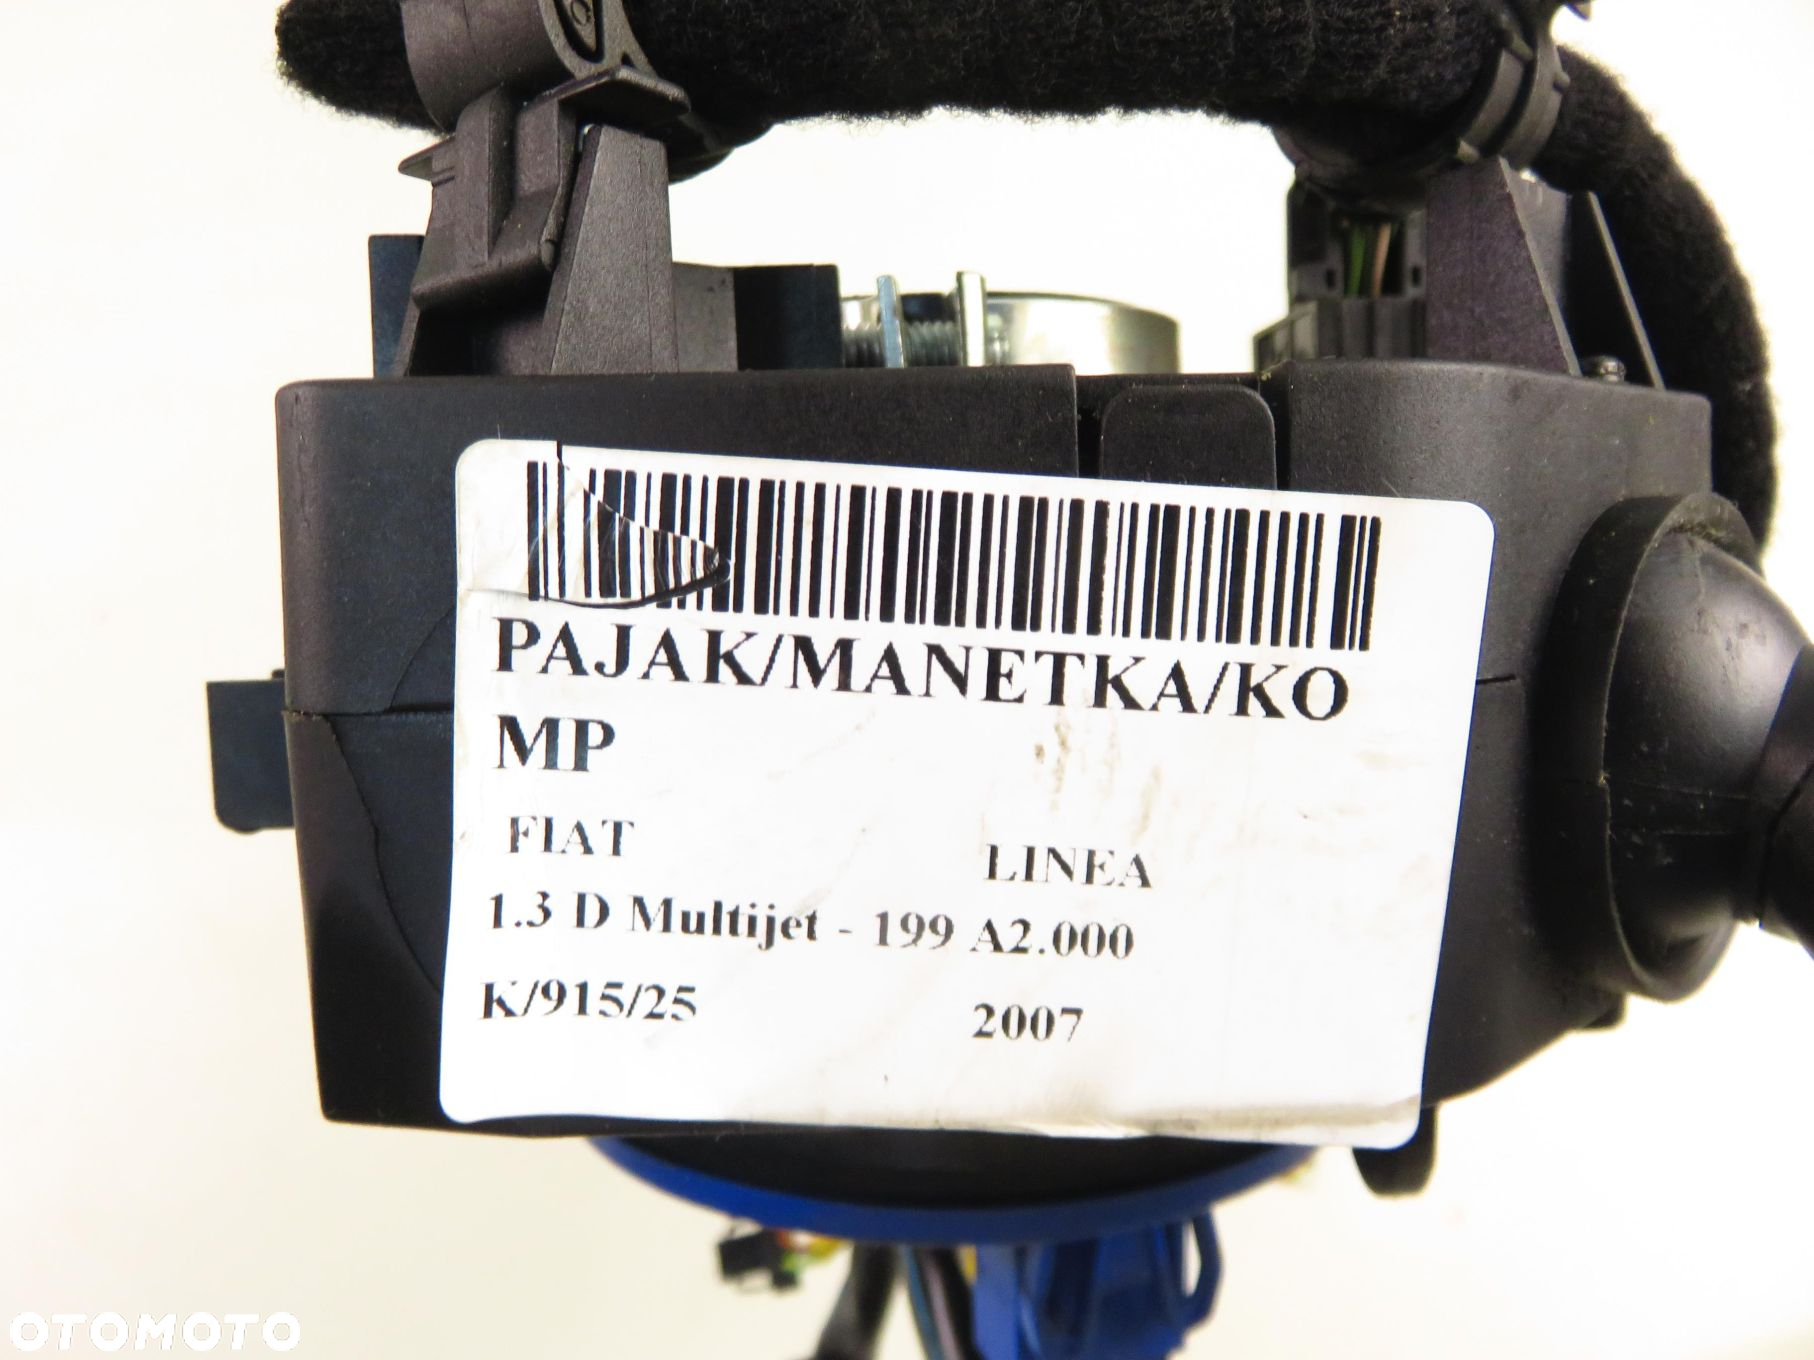 PAJAK/MANETKA/KO
MP
FIAT LINEA
1.3 D Multijet - 199 A2.000
K/915/25 2007
OTOMOTO